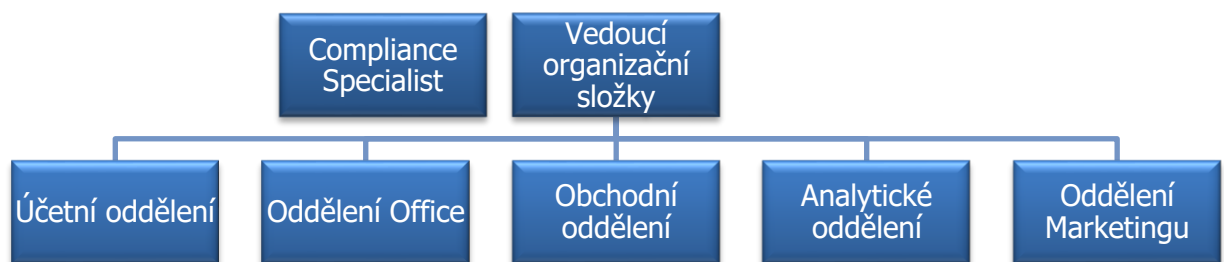 Compliance
Specialist
Vedoucí
organizační
složky
Účetní oddělení
Oddělení Office
Obchodní
oddělení
Analytické
oddělení
Oddělení
Marketingu